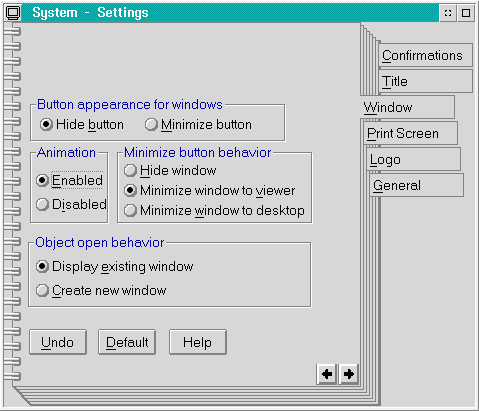 System - Settings
Confirmations
Title
Window
Print Screen
Logo
General
Button appearance for windows
Hide button
Minimize button
Animation
Enabled
Disabled
Minimize button behavior
Hide window
Minimize window to viewer
Minimize window to desktop
Object open behavior
Display existing window
Create new window
Undo
Default
Help